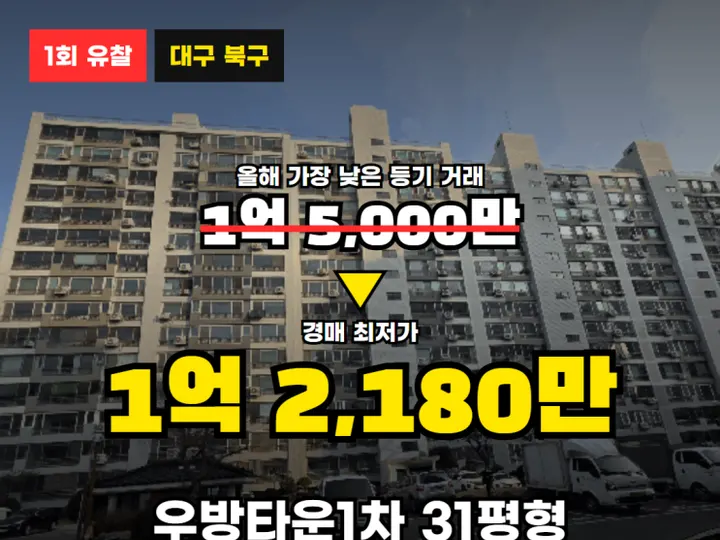 1회 유찰 대구 북구
올해 가장 낮은 등기 거래
1억 5,000만
경매 최저가
1억 2,180만
우방타운1차 31평형